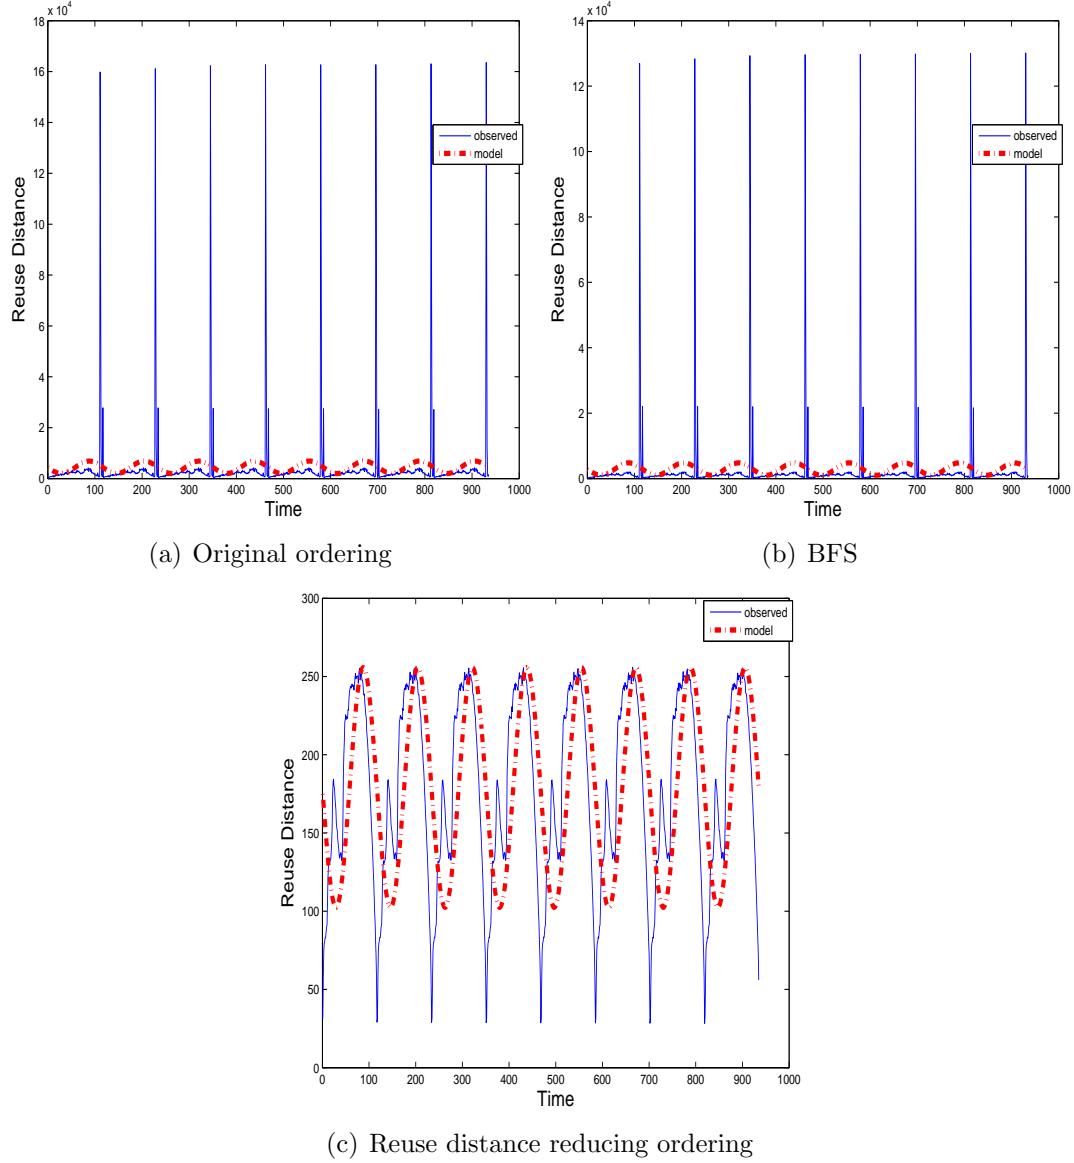 x 10^4
18
16
14
12
10
8
6
4
2
0
Reuse Distance
observed
model
0 100 200 300 400 500 600 700 800 900 1000
Time
(a) Original ordering
x 10^4
14
12
10
8
6
4
2
0
Reuse Distance
observed
model
0 100 200 300 400 500 600 700 800 900 1000
Time
(b) BFS
300
250
200
150
100
50
0
Reuse Distance
observed
model
0 100 200 300 400 500 600 700 800 900 1000
Time
(c) Reuse distance reducing ordering